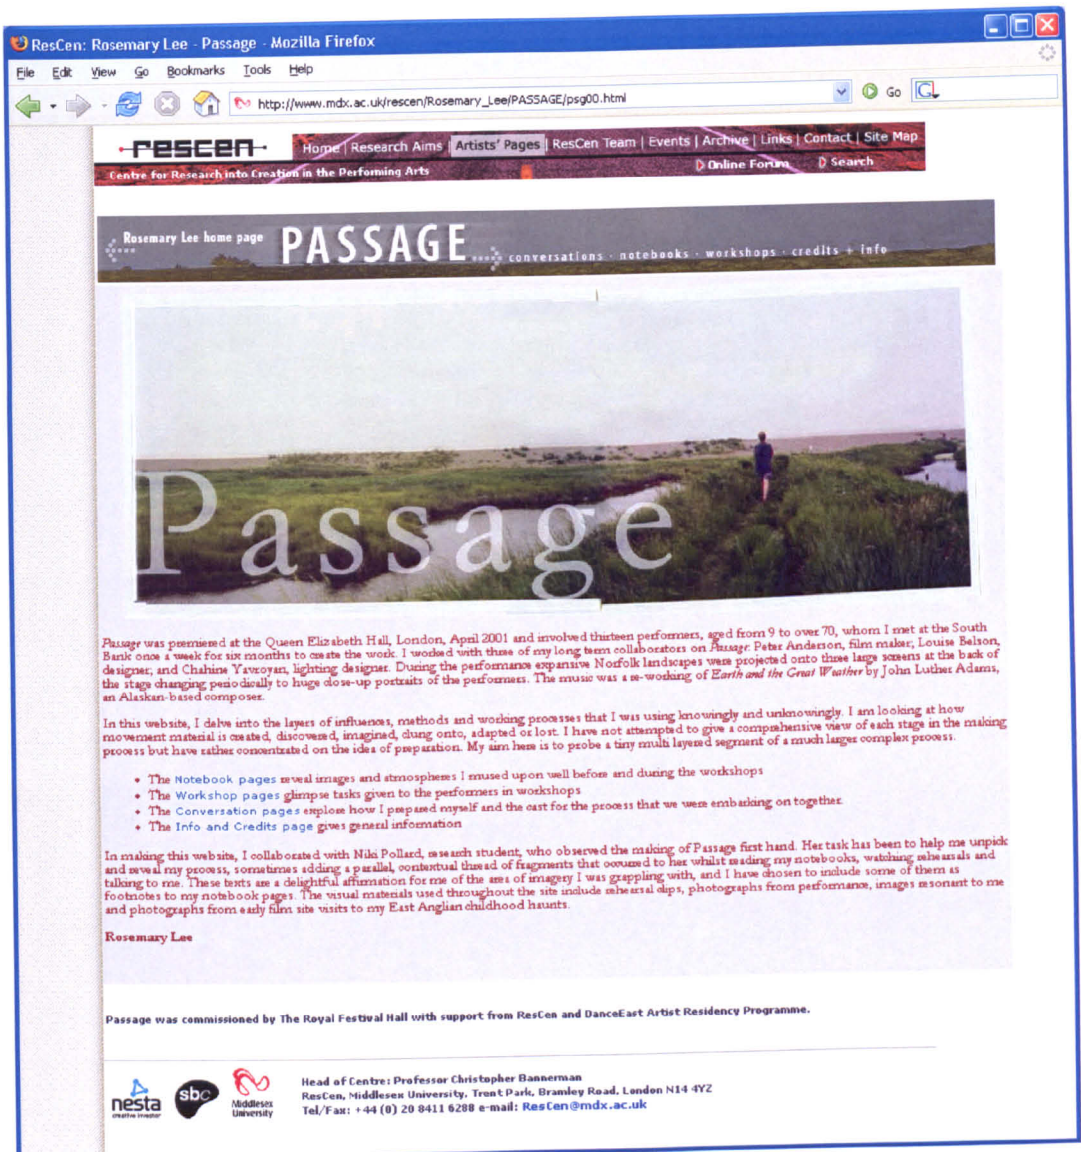 ResCen: Rosemary Lee - Passage - Mozilla Firefox
File Edit View Go Bookmarks Tools Help
http://www.mdx.ac.uk/rescen/Rosemary_Lee/PASSAGE/psg00.html Go G
rescen Home | Research Aims | Artists' Pages | ResCen Team | Events | Archive | Links | Contact | Site Map
Centre for Research into Creation in the Performing Arts Online Forum Search
Rosemary Lee home page PASSAGE.... conversations · notebooks · workshops · credits + info
Passage
Passage was premiered at the Queen Elizabeth Hall, London, April 2001 and involved thirteen performers, aged from 9 to over 70, whom I met at the South
Bank once a week for six months to create the work. I worked with three of my long term collaborators on Passage: Peter Anderson, film maker, Louise Belson,
designer, and Chahine Yavroyan, lighting designer. During the performance expansive Norfolk landscapes were projected onto three large screens at the back of
the stage changing periodically to huge close-up portraits of the performers. The music was a re-working of Earth and the Great Weather by John Luther Adams,
an Alaskan-based composer.
In this website, I delve into the layers of influences, methods and working processes that I was using knowingly and unknowingly. I am looking at how
movement material is created, discovered, imagined, clung onto, adapted or lost. I have not attempted to give a comprehensive view of each stage in the making
process but have rather concentrated on the idea of preparation. My aim here is to probe a tiny multi layered segment of a much larger complex process.
• The Notebook pages reveal images and atmospheres I mused upon well before and during the workshops
• The Workshop pages glimpse tasks given to the performers in workshops
• The Conversation pages explore how I prepared myself and the cast for the process that we were embarking on together.
• The Info and Credits page gives general information
In making this website, I collaborated with Niki Pollard, research student, who observed the making of Passage first hand. Her task has been to help me unpick
and reveal my process, sometimes adding a parallel, contextual thread of fragments that occurred to her whilst reading my notebooks, watching rehearsals and
talking to me. These texts are a delightful affirmation for me of the area of imagery I was grappling with, and I have chosen to include some of them as
footnotes to my notebook pages. The visual materials used throughout the site include rehearsal clips, photographs from performance, images resonant to me
and photographs from early film site visits to my East Anglian childhood haunts.
Rosemary Lee
Passage was commissioned by The Royal Festival Hall with support from ResCen and DanceEast Artist Residency Programme.
nesta
creative investor
sbc
Middlesex
University
Head of Centre: Professor Christopher Bannerman
ResCen, Middlesex University, Trent Park, Bramley Road, London N14 4YZ
Tel/Fax: +44 (0) 20 8411 6288 e-mail: ResCen@mdx.ac.uk